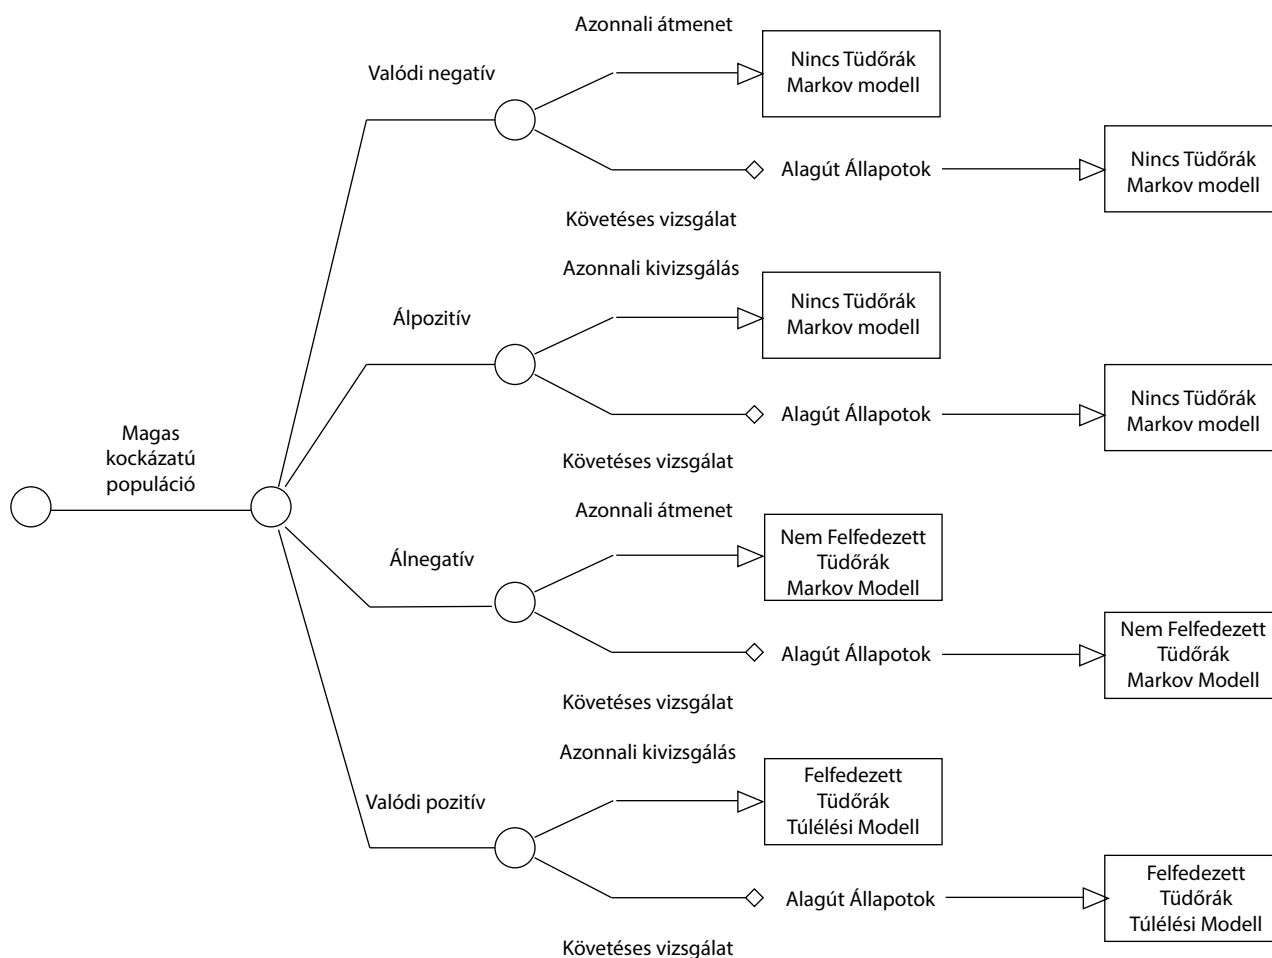 Azonnali átmenet
Valódi negatív
Nincs Tüdőrák
Markov modell
Alagút Állapotok
Nincs Tüdőrák
Markov modell
Követéses vizsgálat
Azonnali kivizsgálás
Álpozitív
Nincs Tüdőrák
Markov modell
Alagút Állapotok
Nincs Tüdőrák
Markov modell
Követéses vizsgálat
Magas
kockázatú
populáció
Azonnali átmenet
Álnegatív
Nem Felfedezett
Tüdőrák
Markov Modell
Alagút Állapotok
Nem Felfedezett
Tüdőrák
Markov Modell
Követéses vizsgálat
Azonnali kivizsgálás
Valódi pozitív
Felfedezett
Tüdőrák
Túlélési Modell
Alagút Állapotok
Felfedezett
Tüdőrák
Túlélési Modell
Követéses vizsgálat